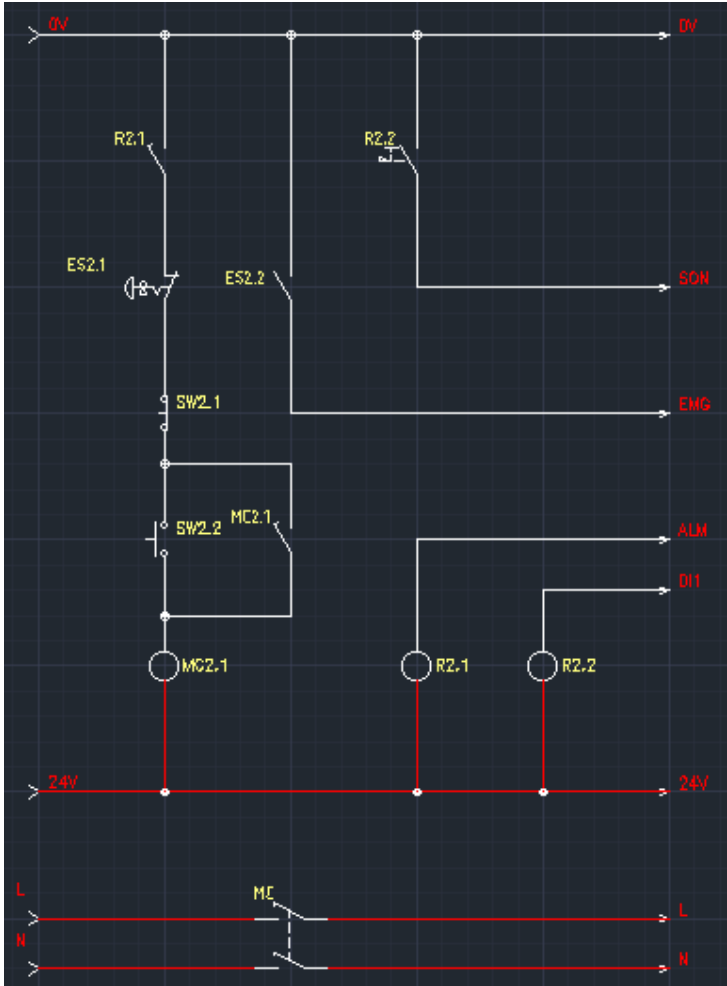 0V
0V
R2.1
R2.2
ES2.1
ES2.2
SON
SW2.1
EMG
SW2.2
MC2.1
ALM
DI1
MC2.1
R2.1
R2.2
24V
24V
L
MC
L
N
N